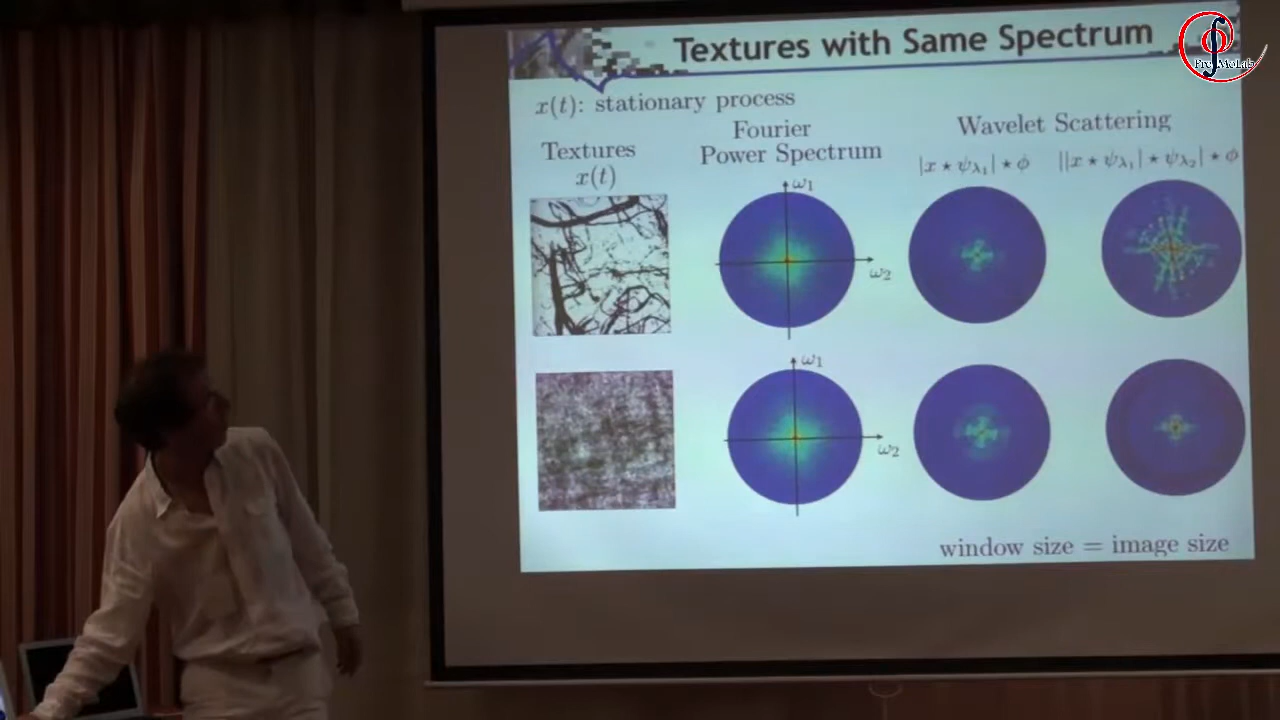 Textures with Same Spectrum
PreMoLab
x(t): stationary process
Textures
x(t)
Fourier
Power Spectrum
Wavelet Scattering
|x ⋆ ψλ₁| ⋆ ϕ
||x ⋆ ψλ₁| ⋆ ψλ₂| ⋆ ϕ
ω₁
ω₂
ω₁
ω₂
window size = image size